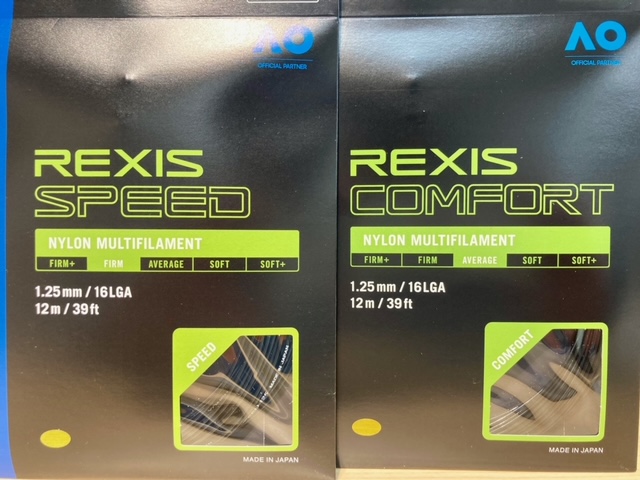 AO
OFFICIAL PARTNER
REXIS
SPEED
NYLON MULTIFILAMENT
FIRM+ FIRM AVERAGE SOFT SOFT+
1.25mm / 16LGA
12m / 39ft
SPEED
MADE IN JAPAN
AO
OFFICIAL PARTNER
REXIS
COMFORT
NYLON MULTIFILAMENT
FIRM+ FIRM AVERAGE SOFT SOFT+
1.25mm / 16LGA
12m / 39ft
COMFORT
MADE IN JAPAN